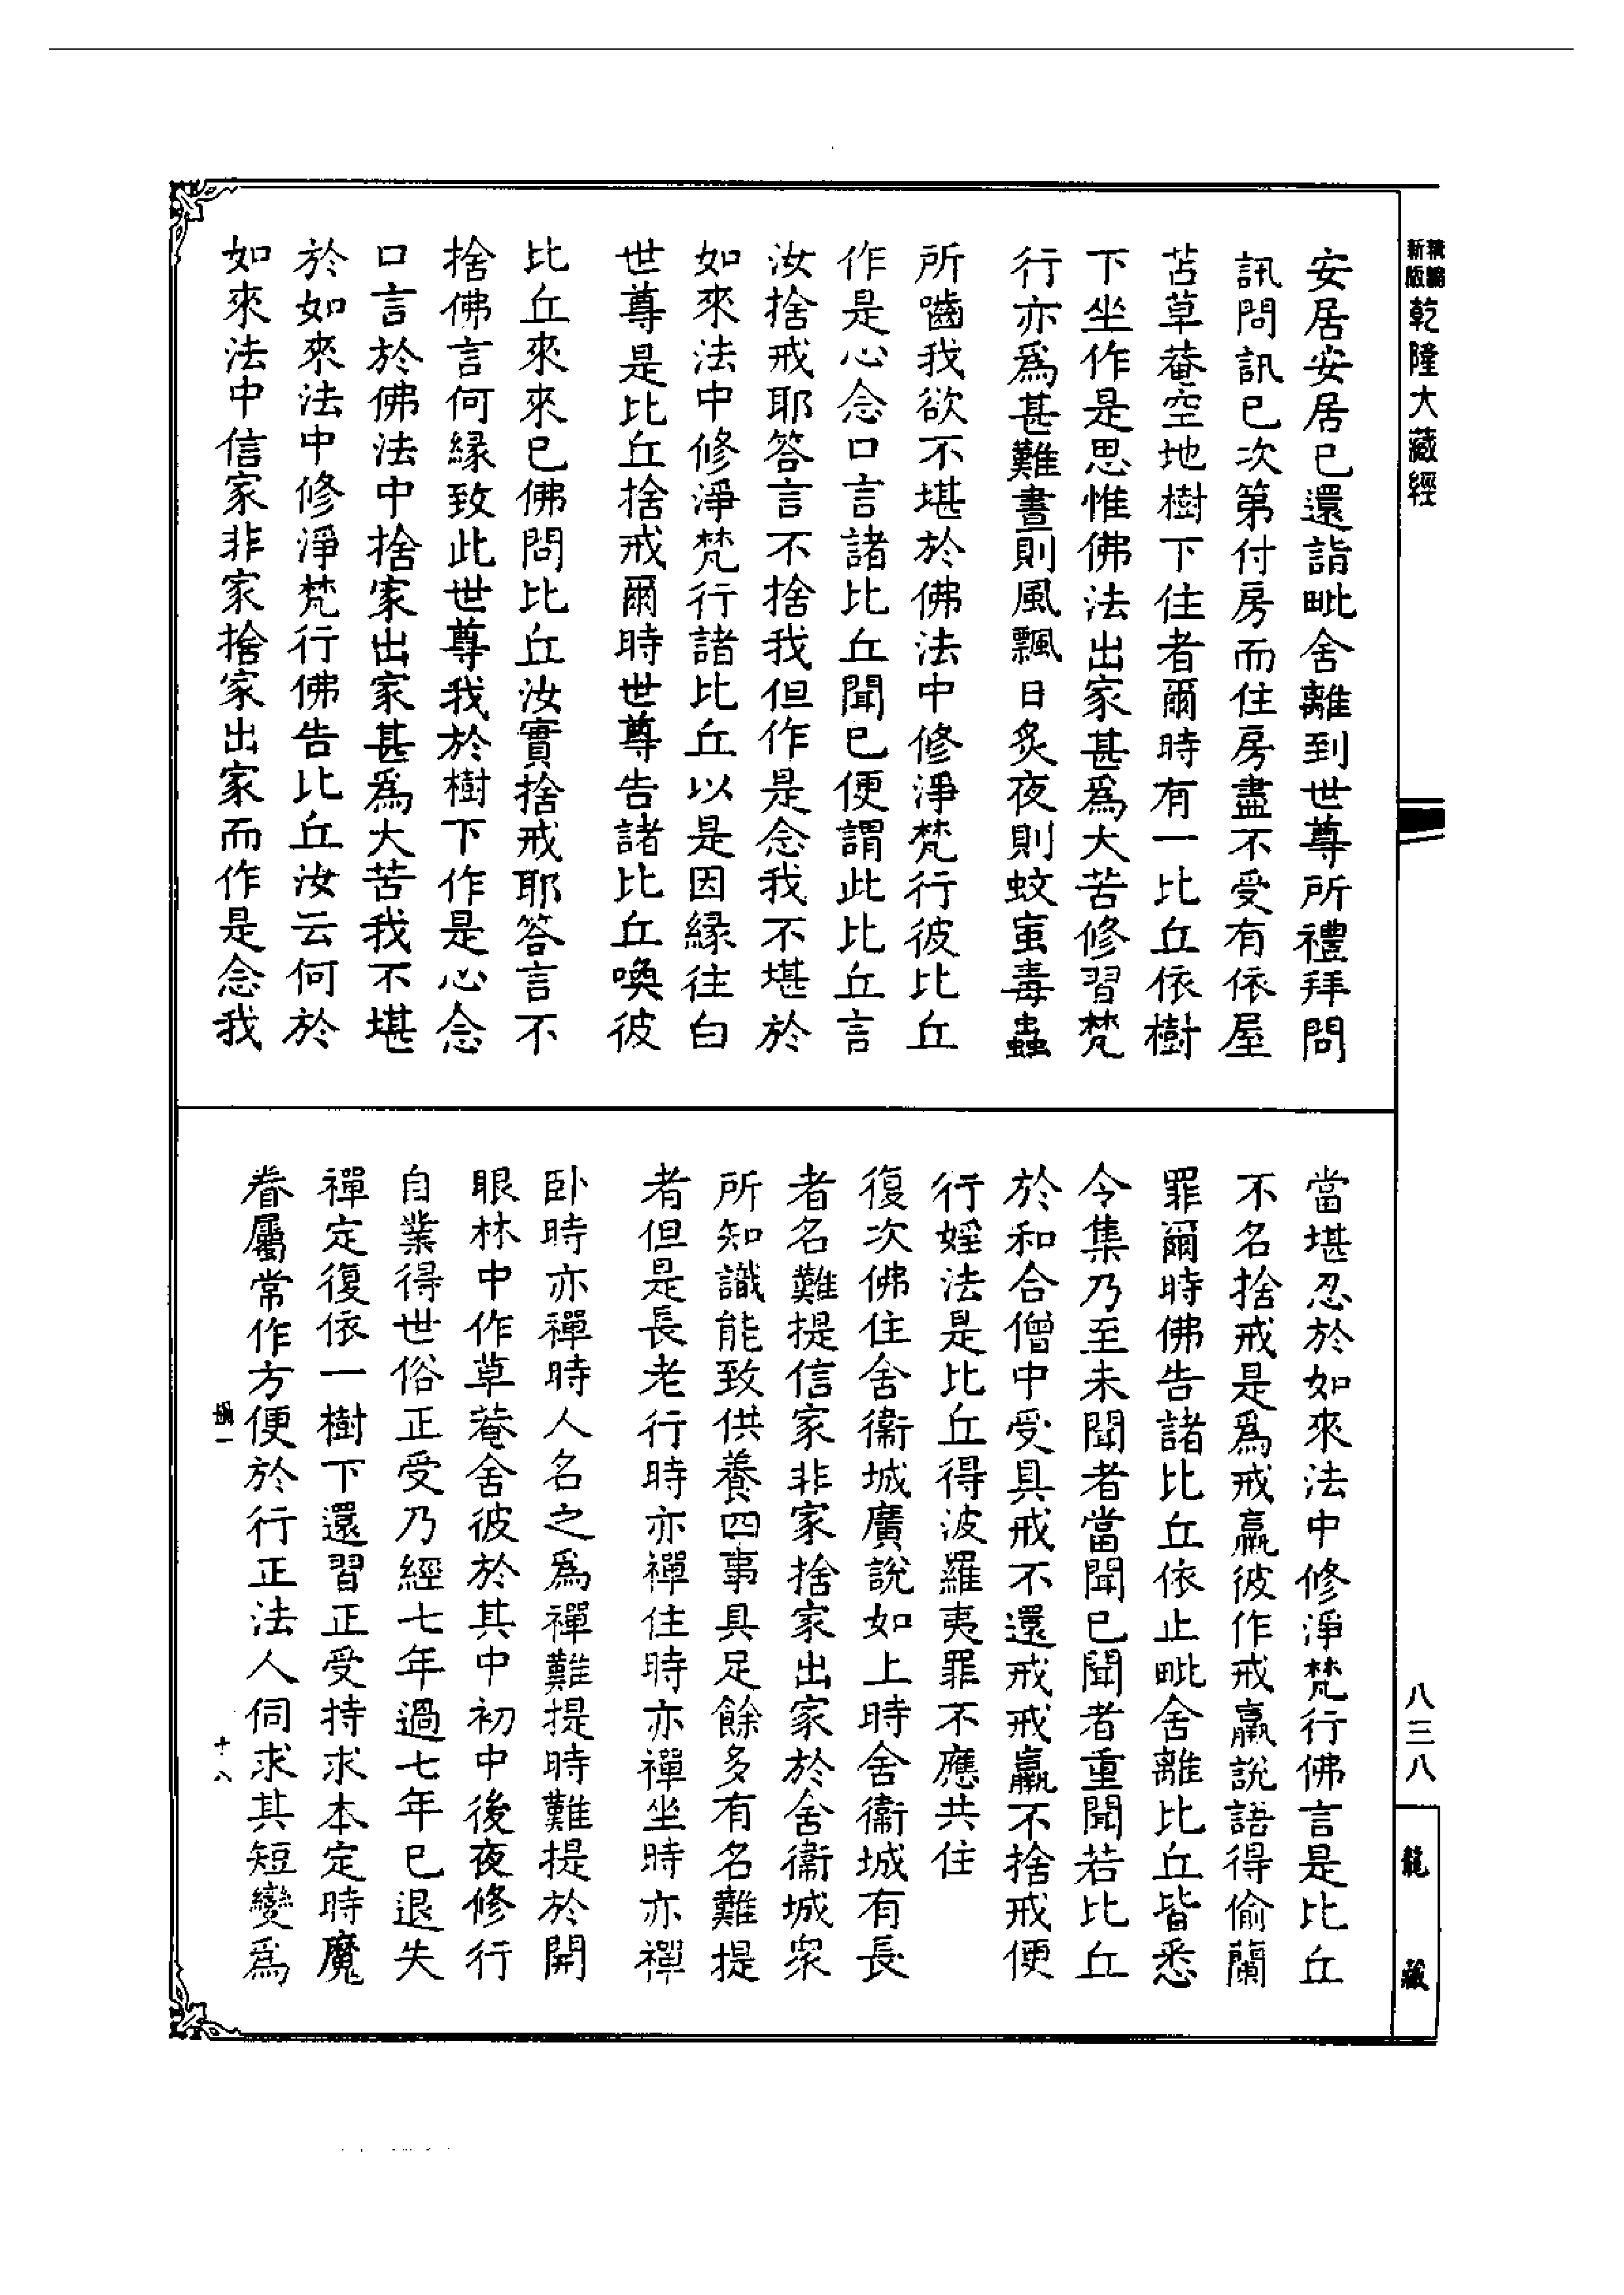 精編
新版
乾隆大藏經
安居安居已還詣毗舍離到世尊所禮拜問
訊問訊已次第付房而住房盡不受有依屋
苫草菴空地樹下住者爾時有一比丘依樹
下坐作是思惟佛法出家甚爲大苦修習梵
行亦爲甚難晝則風飄日炙夜則蚊䖟毒蟲
所嚙我欲不堪於佛法中修淨梵行彼比丘
作是心念口言諸比丘聞已便謂此比丘言
汝捨戒耶答言不捨我但作是念我不堪於
如來法中修淨梵行諸比丘以是因緣往白
世尊是比丘捨戒爾時世尊告諸比丘喚彼
比丘來來已佛問比丘汝實捨戒耶答言不
捨佛言何緣致此世尊我於樹下作是心念
口言於佛法中捨家出家甚爲大苦我不堪
於如來法中修淨梵行佛告比丘汝云何於
如來法中信家非家捨家出家而作是念我
當堪忍於如來法中修淨梵行佛言是比丘
不名捨戒是爲戒羸彼作戒羸說語得偷蘭
罪爾時佛告諸比丘依止毗舍離比丘皆悉
令集乃至未聞者當聞已聞者重聞若比丘
於和合僧中受具戒不還戒戒羸不捨戒便
行婬法是比丘得波羅夷罪不應共住
復次佛住舍衞城廣說如上時舍衞城有長
者名難提信家非家捨家出家於舍衞城衆
所知識能致供養四事具足餘多有名難提
者但是長老行時亦禪住時亦禪坐時亦禪
臥時亦禪時人名之爲禪難提時難提於開
眼林中作草菴舍彼於其中初中後夜修行
自業得世俗正受乃經七年過七年已退失
禪定復依一樹下還習正受持求本定時魔
眷屬常作方便於行正法人伺求其短變爲
十八
八三八
龍藏